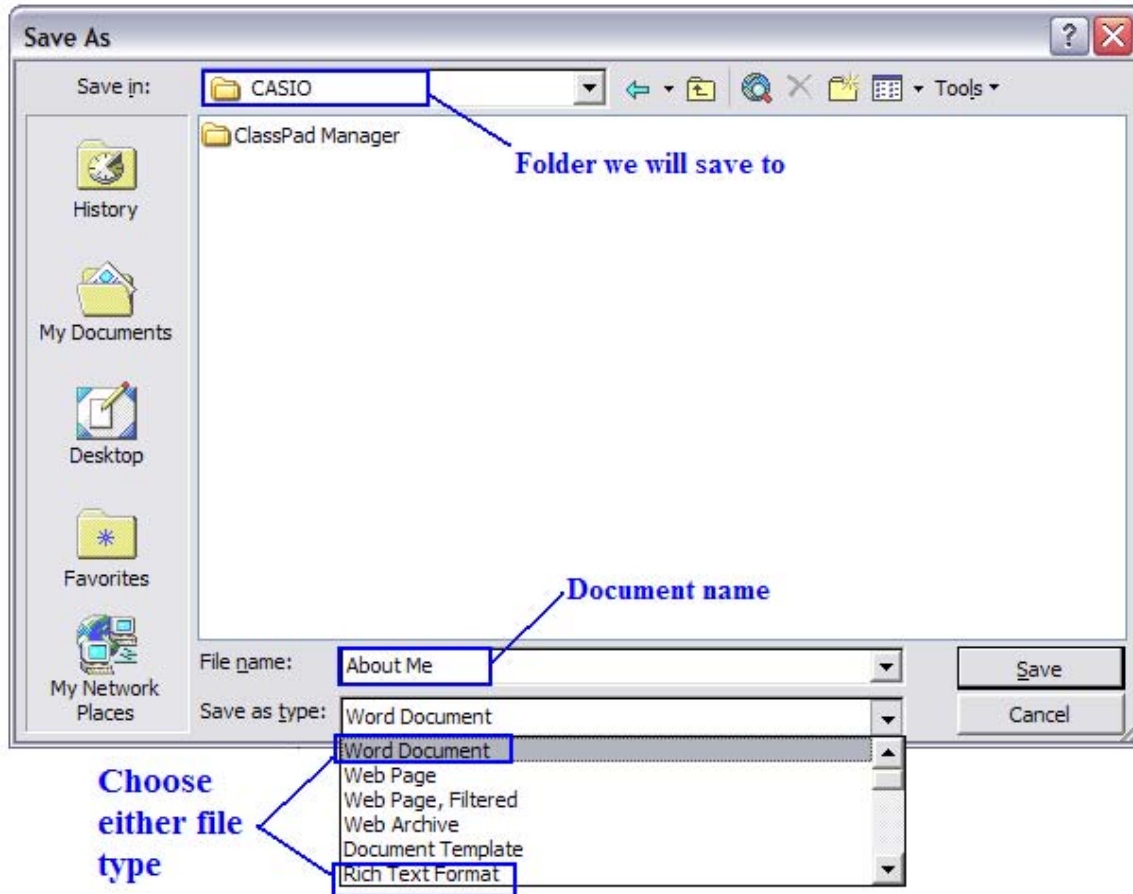 Save As
Save in:
CASIO
Tools
ClassPad Manager
Folder we will save to
History
My Documents
Desktop
Favorites
My Network
Places
Document name
File name:
About Me
Save
Save as type:
Word Document
Cancel
Word Document
Web Page
Web Page, Filtered
Web Archive
Document Template
Rich Text Format
Choose
either file
type